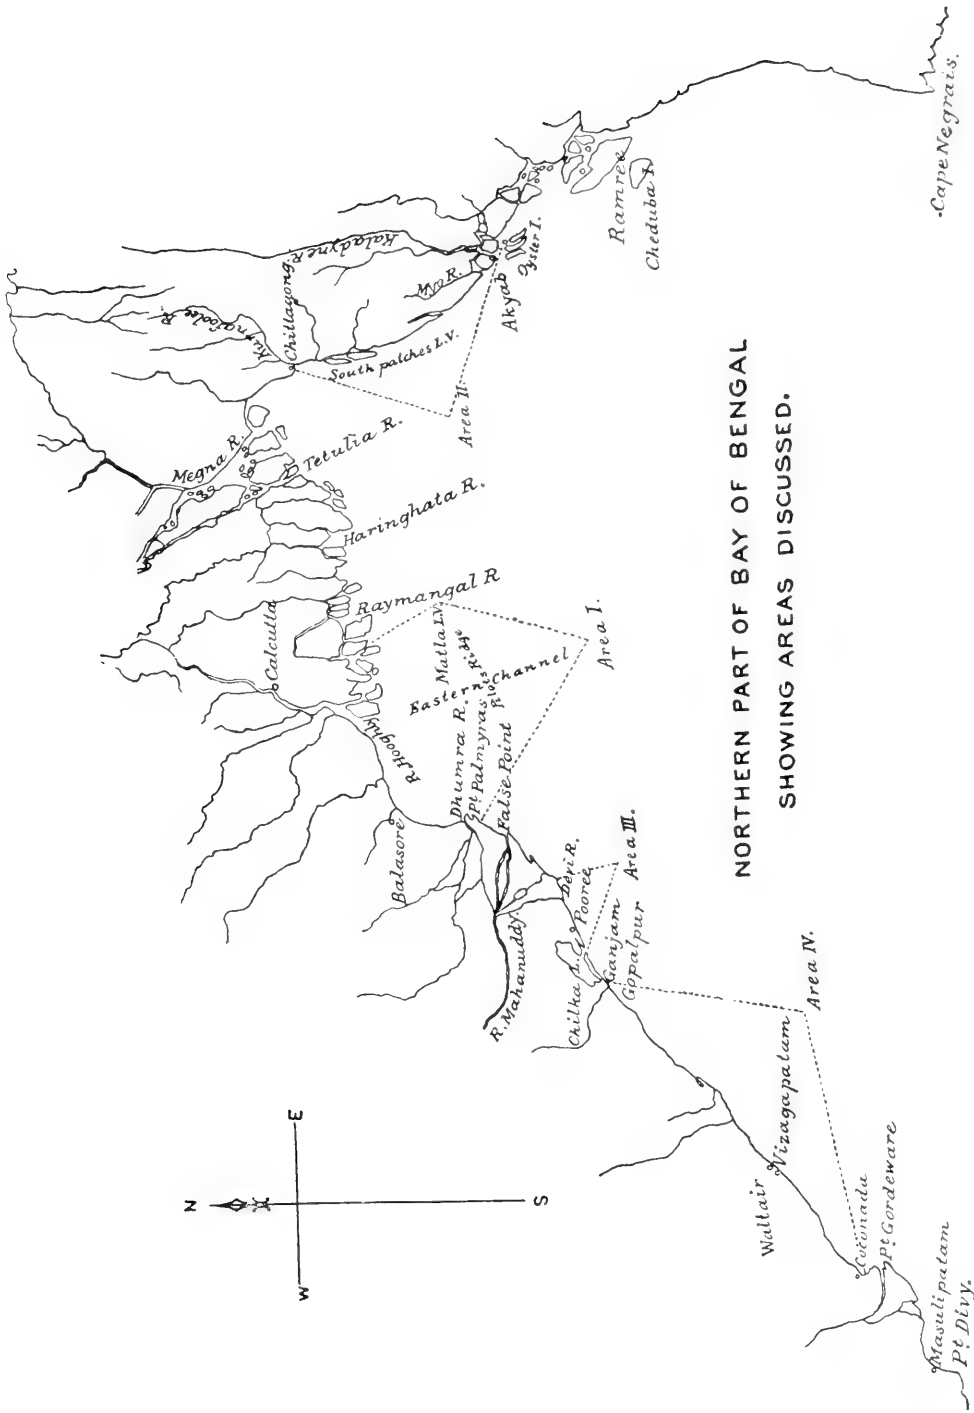 NORTHERN PART OF BAY OF BENGAL
SHOWING AREAS DISCUSSED.
N
W
E
S
Masulipatam
Pt. Divy.
Coconada
Pt. Gordeware
Waltair
Vizagapatam
Area IV.
Gopalpur
Ganjam
Chilka L.
Pooree
Devi R.
Area III.
R. Mahanuddy.
False Point
Pt. Palmyras
Dhumra R.
Balasore
R. Hooghly
Calcutta
Eastern Channel
Pilots Ridge
Matla L.V.
Area I.
Raymangal R
Haringhata R.
Tetulia R.
Megna R.
Chittagong
Kurnafoolee R.
South patches L.V.
Area II.
Myo R.
Kaladyne R.
Akyab
Oyster I.
Ramree
Cheduba I.
Cape Negrais.